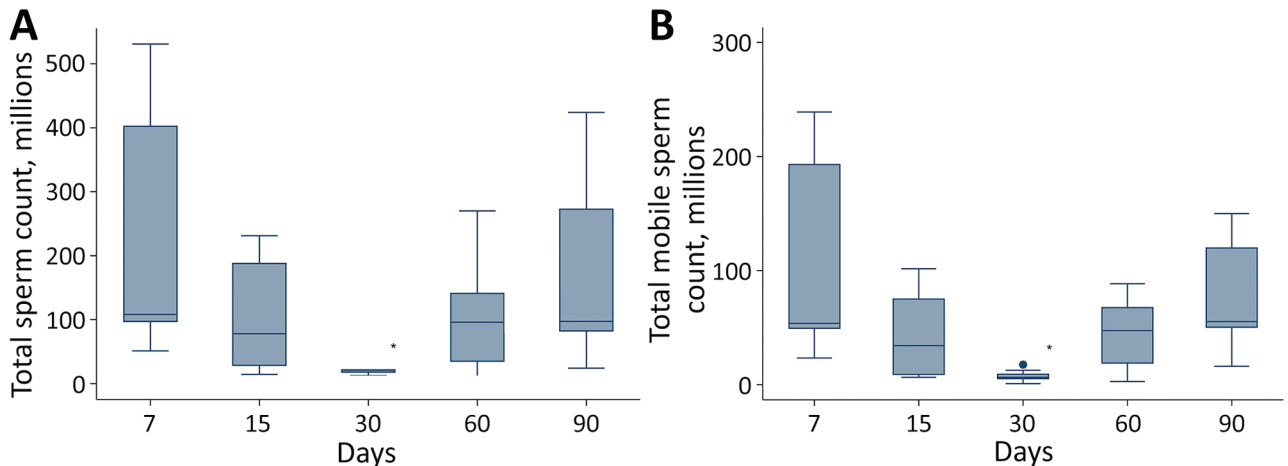 A
Total sperm count, millions
500
400
300
200
100
0
*
7 15 30 60 90
Days
B
Total mobile sperm
count, millions
300
200
100
0
*
7 15 30 60 90
Days